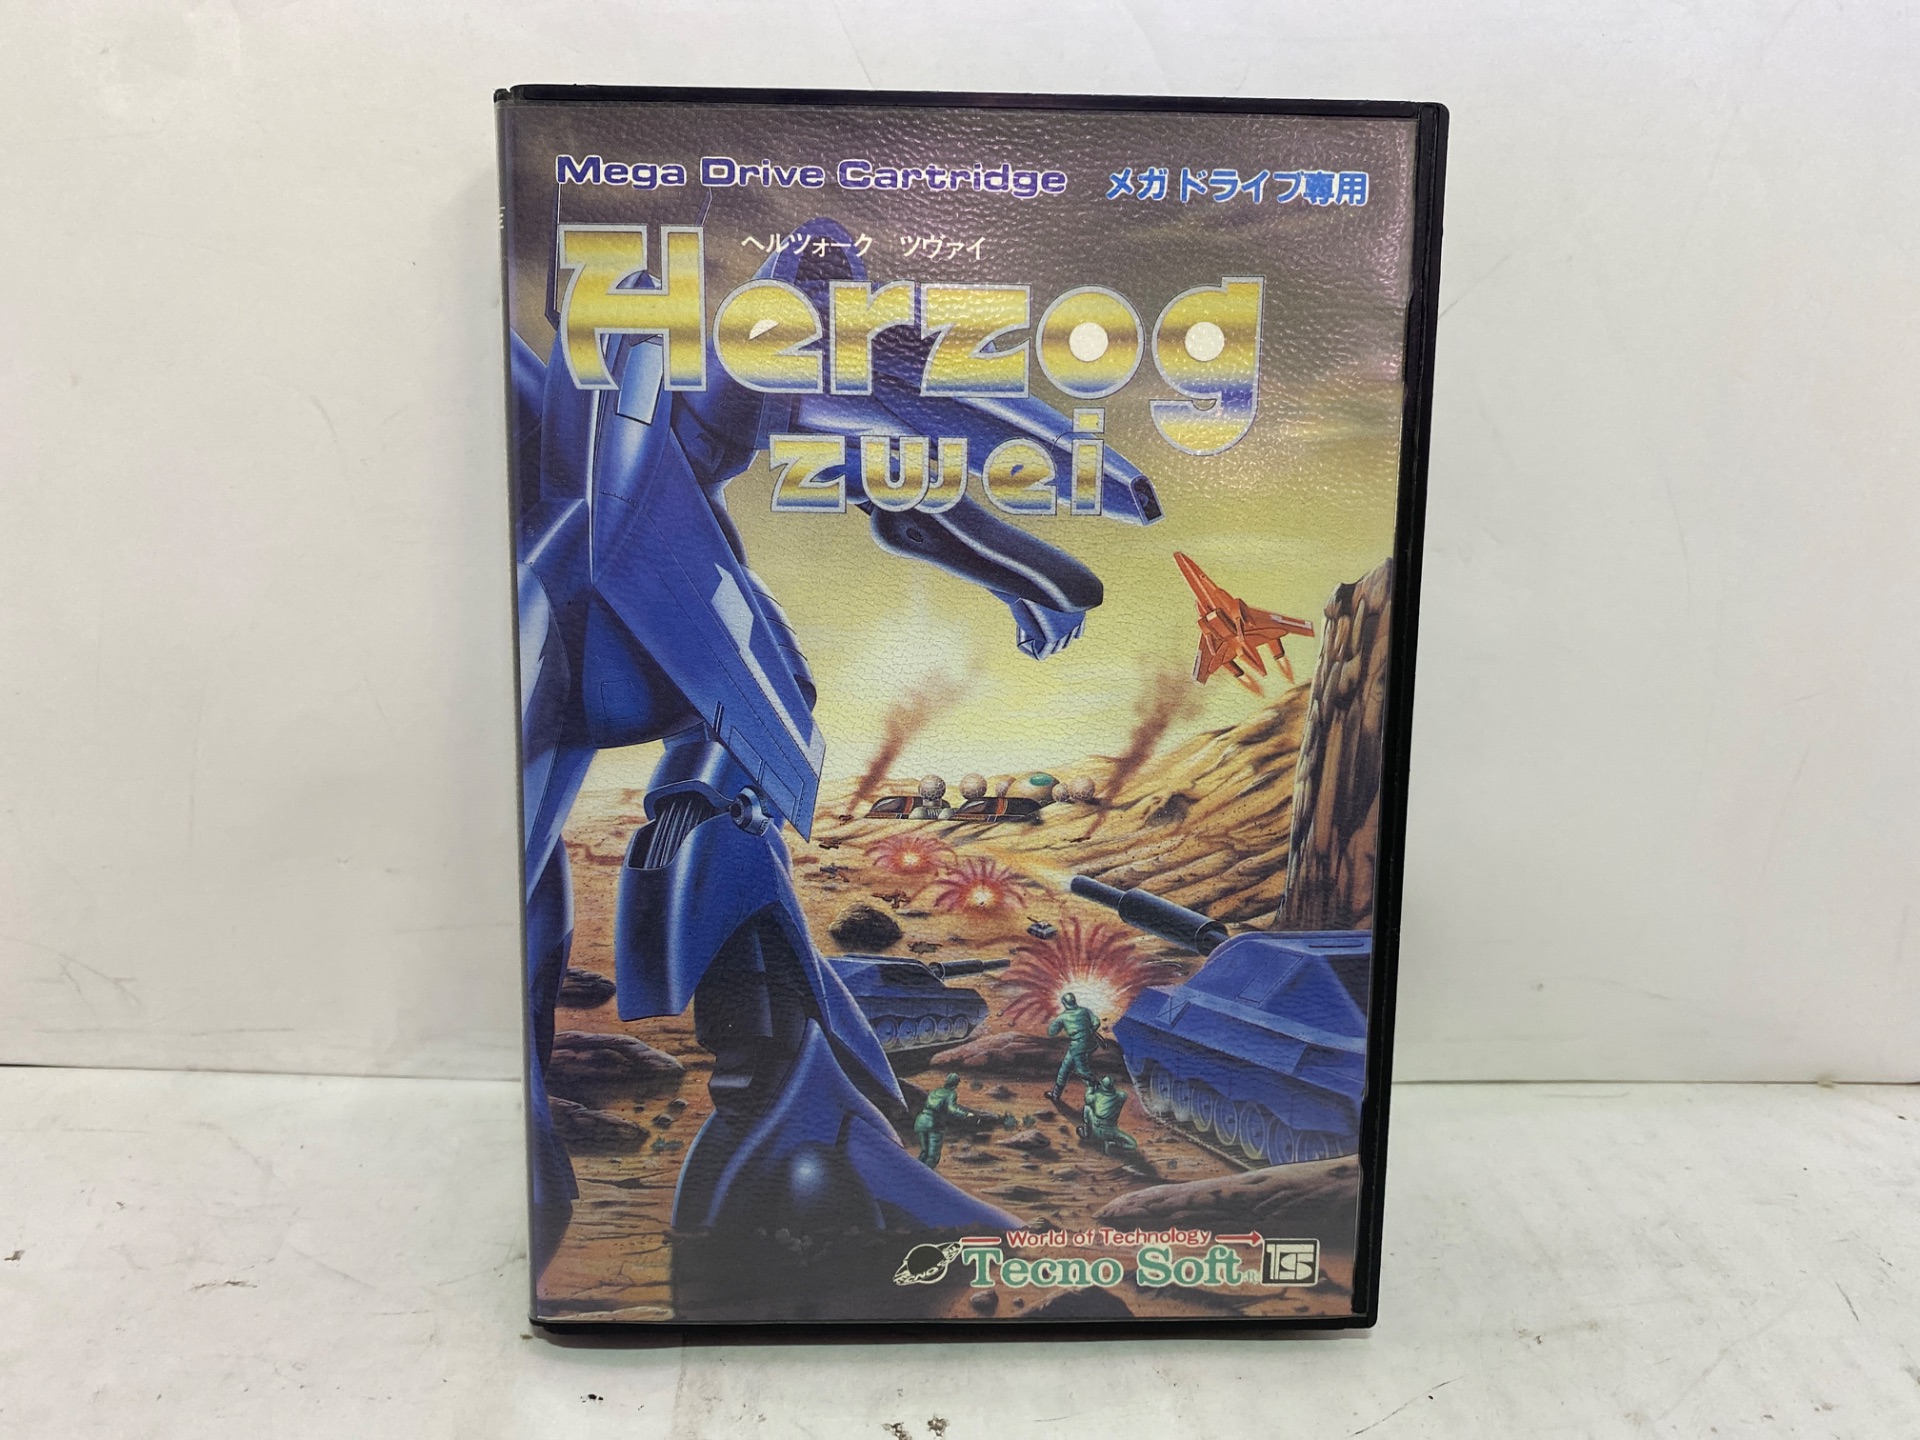 Mega Drive Cartridge メガドライブ専用
ヘルツォーク ツヴァイ
Herzog
zwei
World of Technology
Tecno Soft
TS